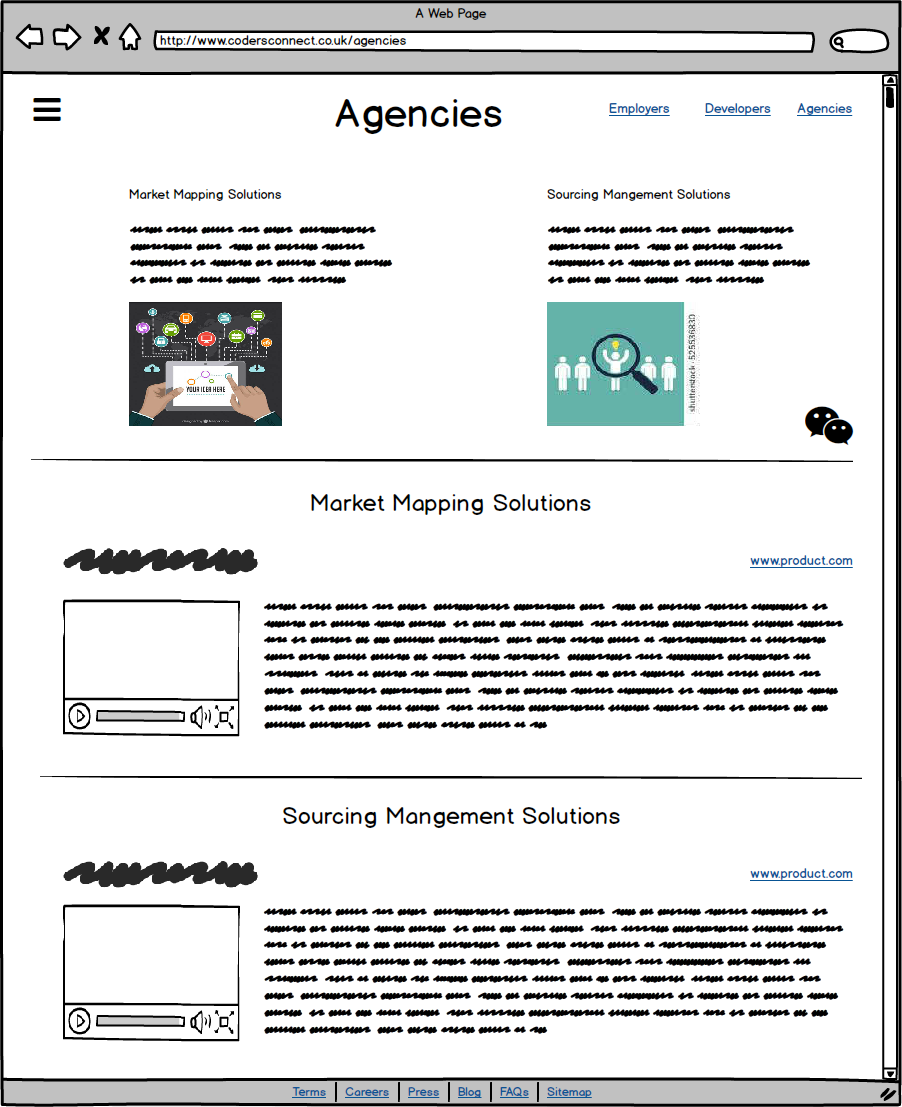 A Web Page
http://www.codersconnect.co.uk/agencies
Agencies
Employers
Developers
Agencies
Market Mapping Solutions
Sourcing Mangement Solutions
YOUR ICER HERE
shutterstock · 525536830
Market Mapping Solutions
www.product.com
Sourcing Mangement Solutions
www.product.com
Terms
Careers
Press
Blog
FAQs
Sitemap